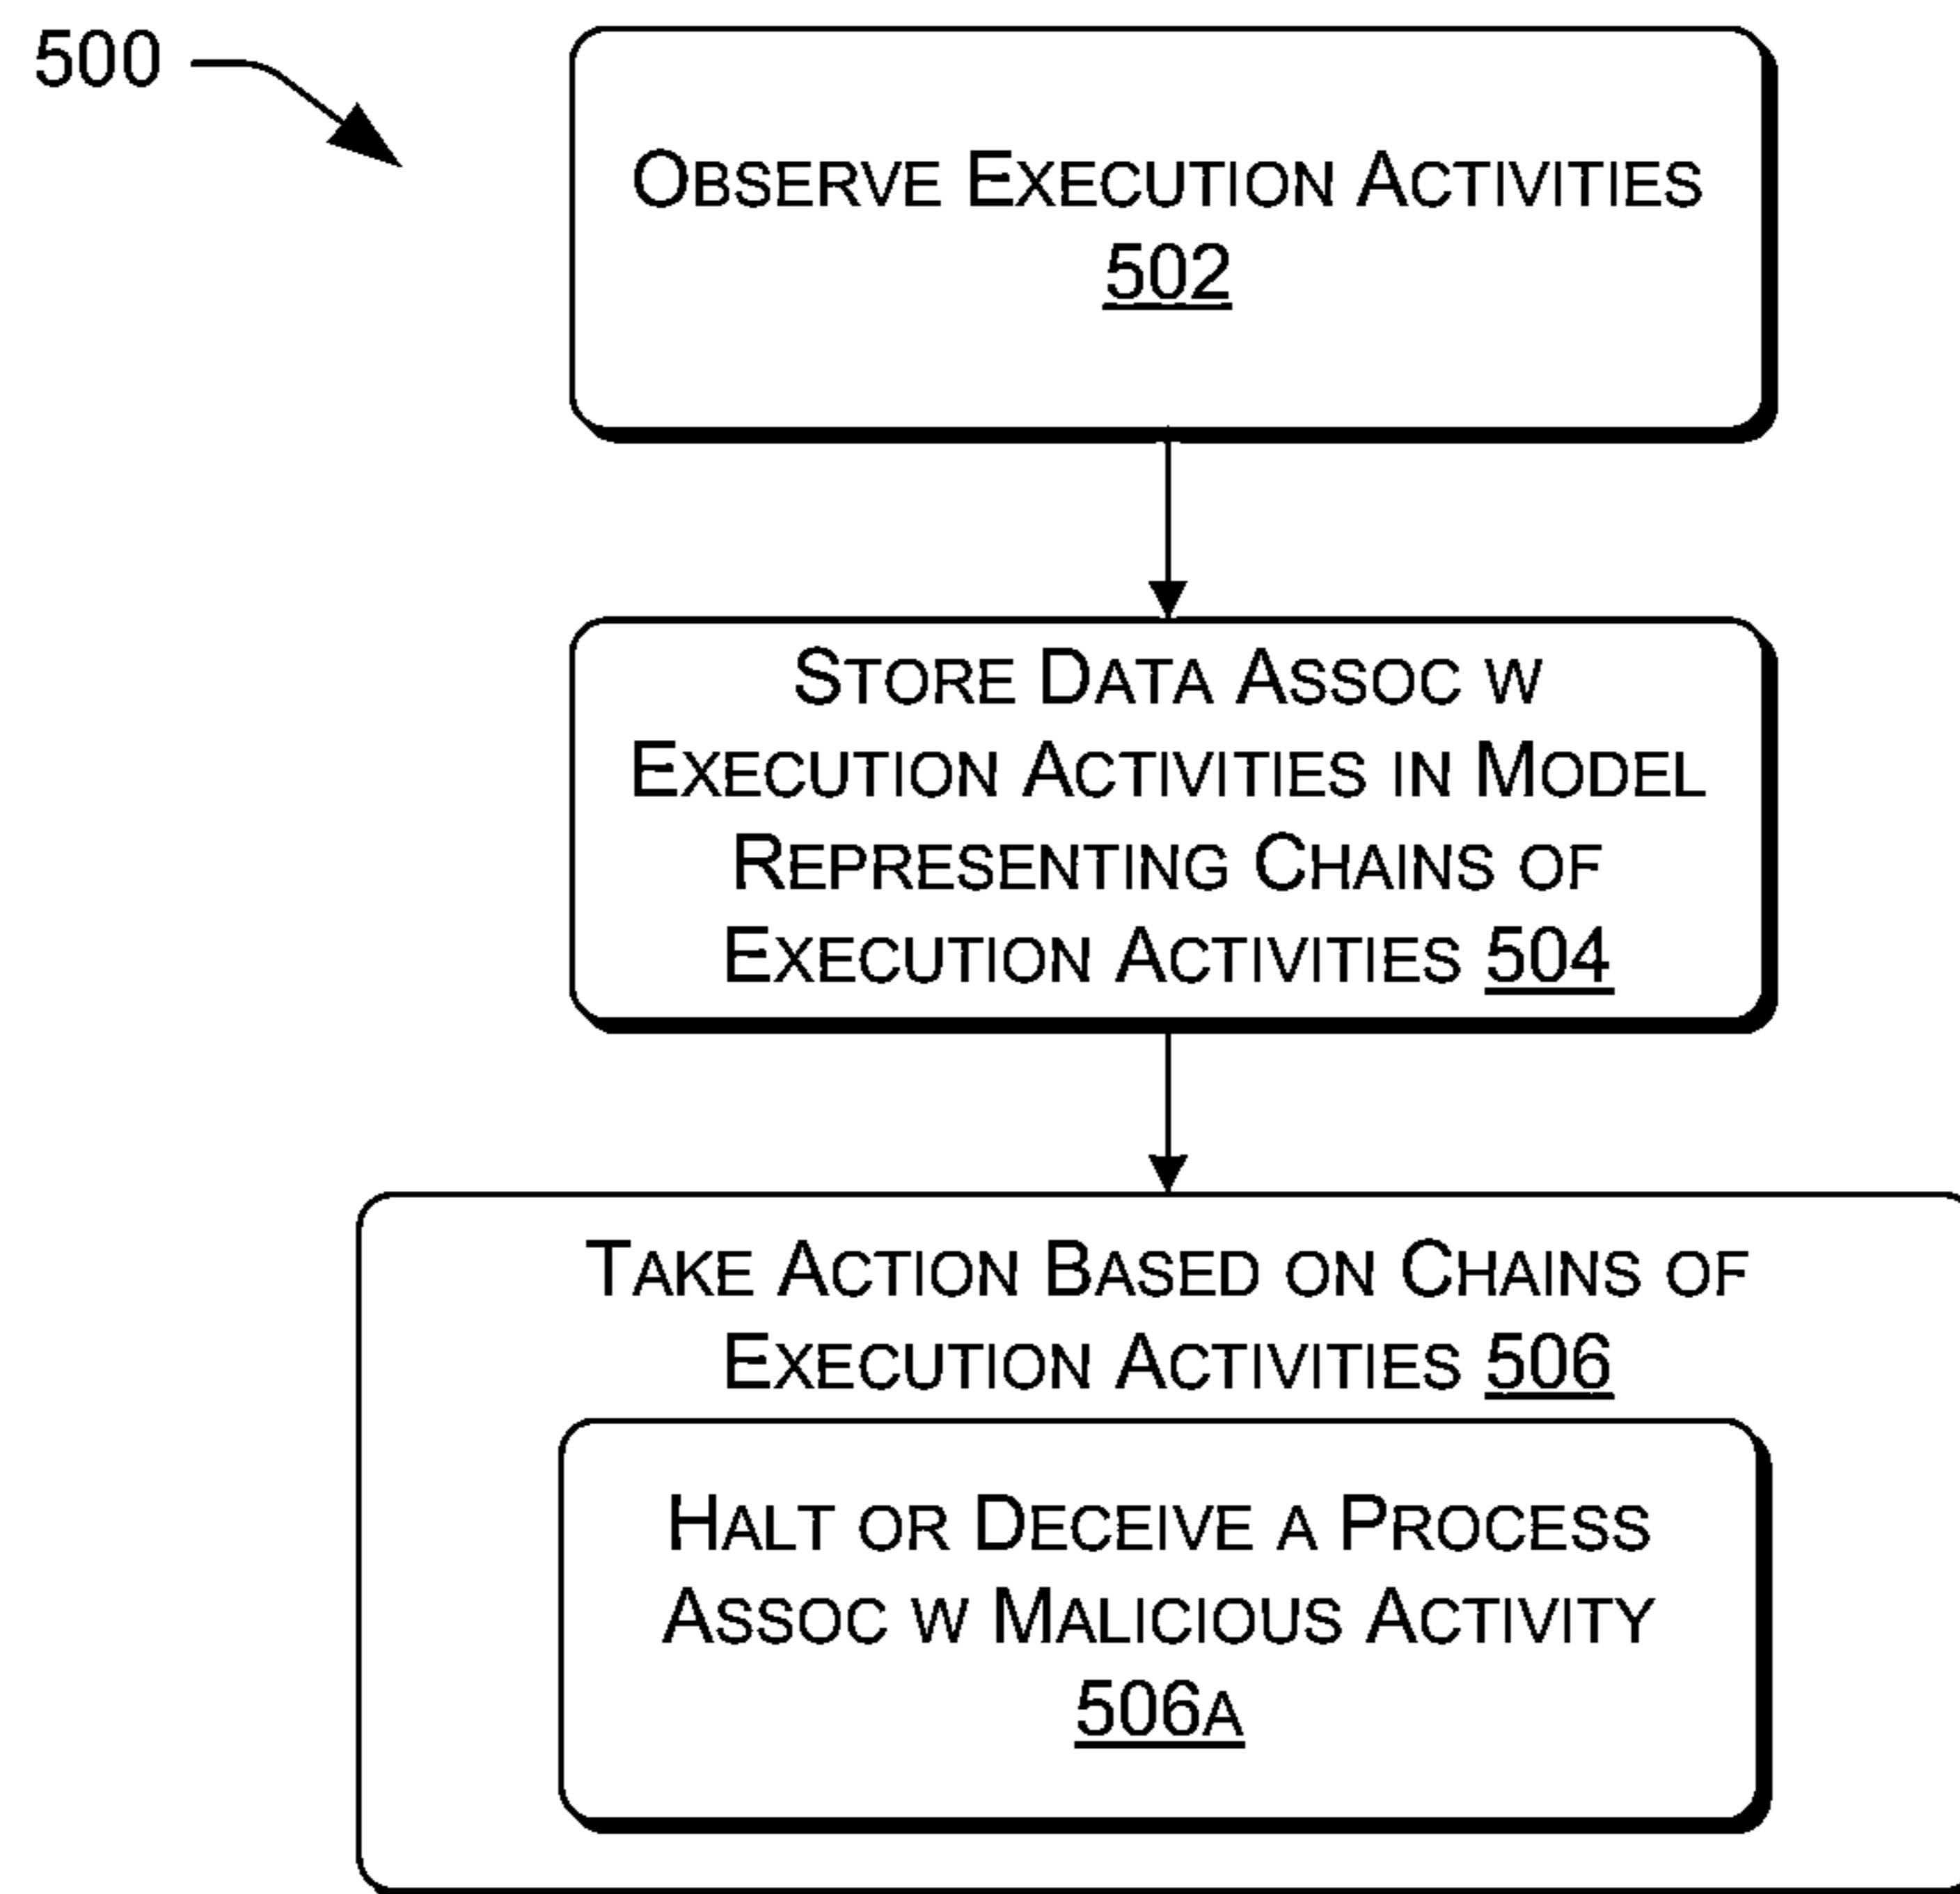 500
OBSERVE EXECUTION ACTIVITIES
502
STORE DATA ASSOC W
EXECUTION ACTIVITIES IN MODEL
REPRESENTING CHAINS OF
EXECUTION ACTIVITIES 504
TAKE ACTION BASED ON CHAINS OF
EXECUTION ACTIVITIES 506
HALT OR DECEIVE A PROCESS
ASSOC W MALICIOUS ACTIVITY
506A